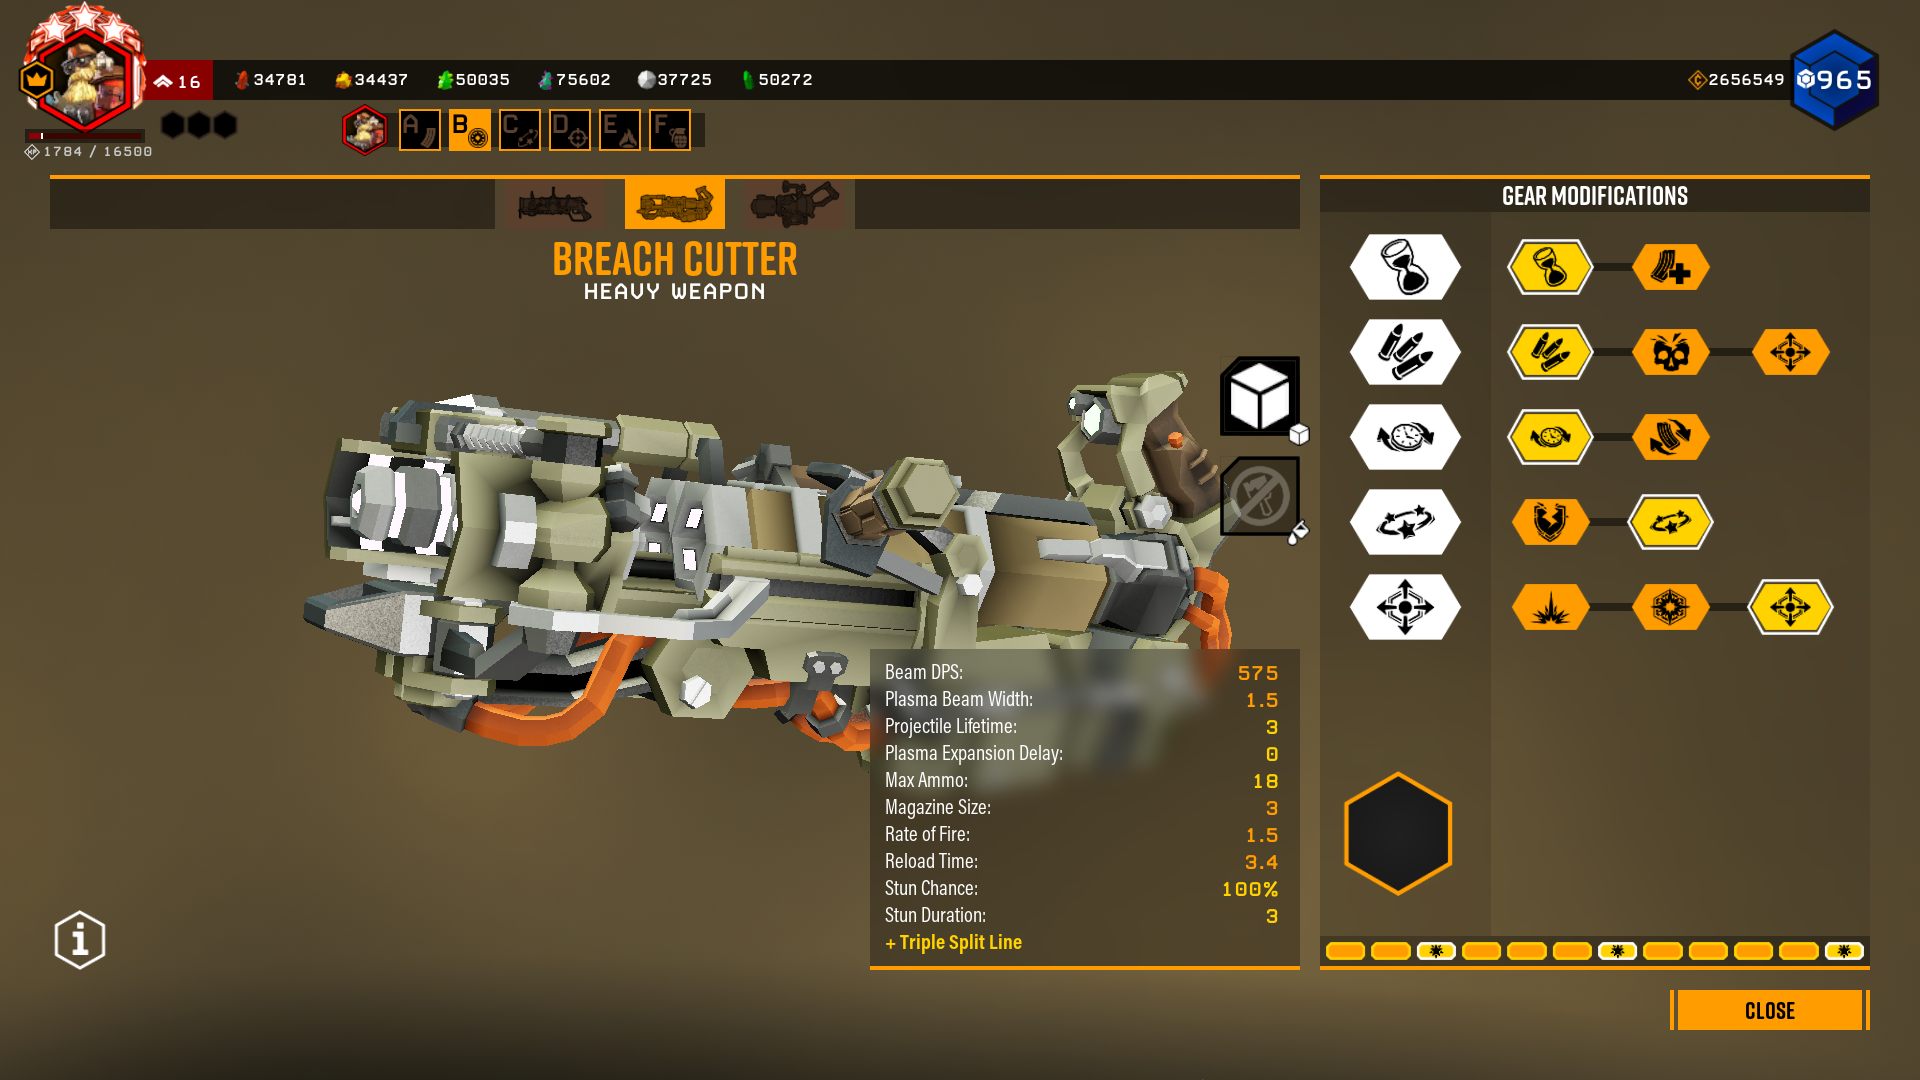 16
34781
34437
50035
75602
37725
50272
2656549
965
1784 / 16500
A
B
C
D
E
F
BREACH CUTTER
HEAVY WEAPON
GEAR MODIFICATIONS
Beam DPS: 575
Plasma Beam Width: 1.5
Projectile Lifetime: 3
Plasma Expansion Delay: 0
Max Ammo: 18
Magazine Size: 3
Rate of Fire: 1.5
Reload Time: 3.4
Stun Chance: 100%
Stun Duration: 3
+ Triple Split Line
CLOSE